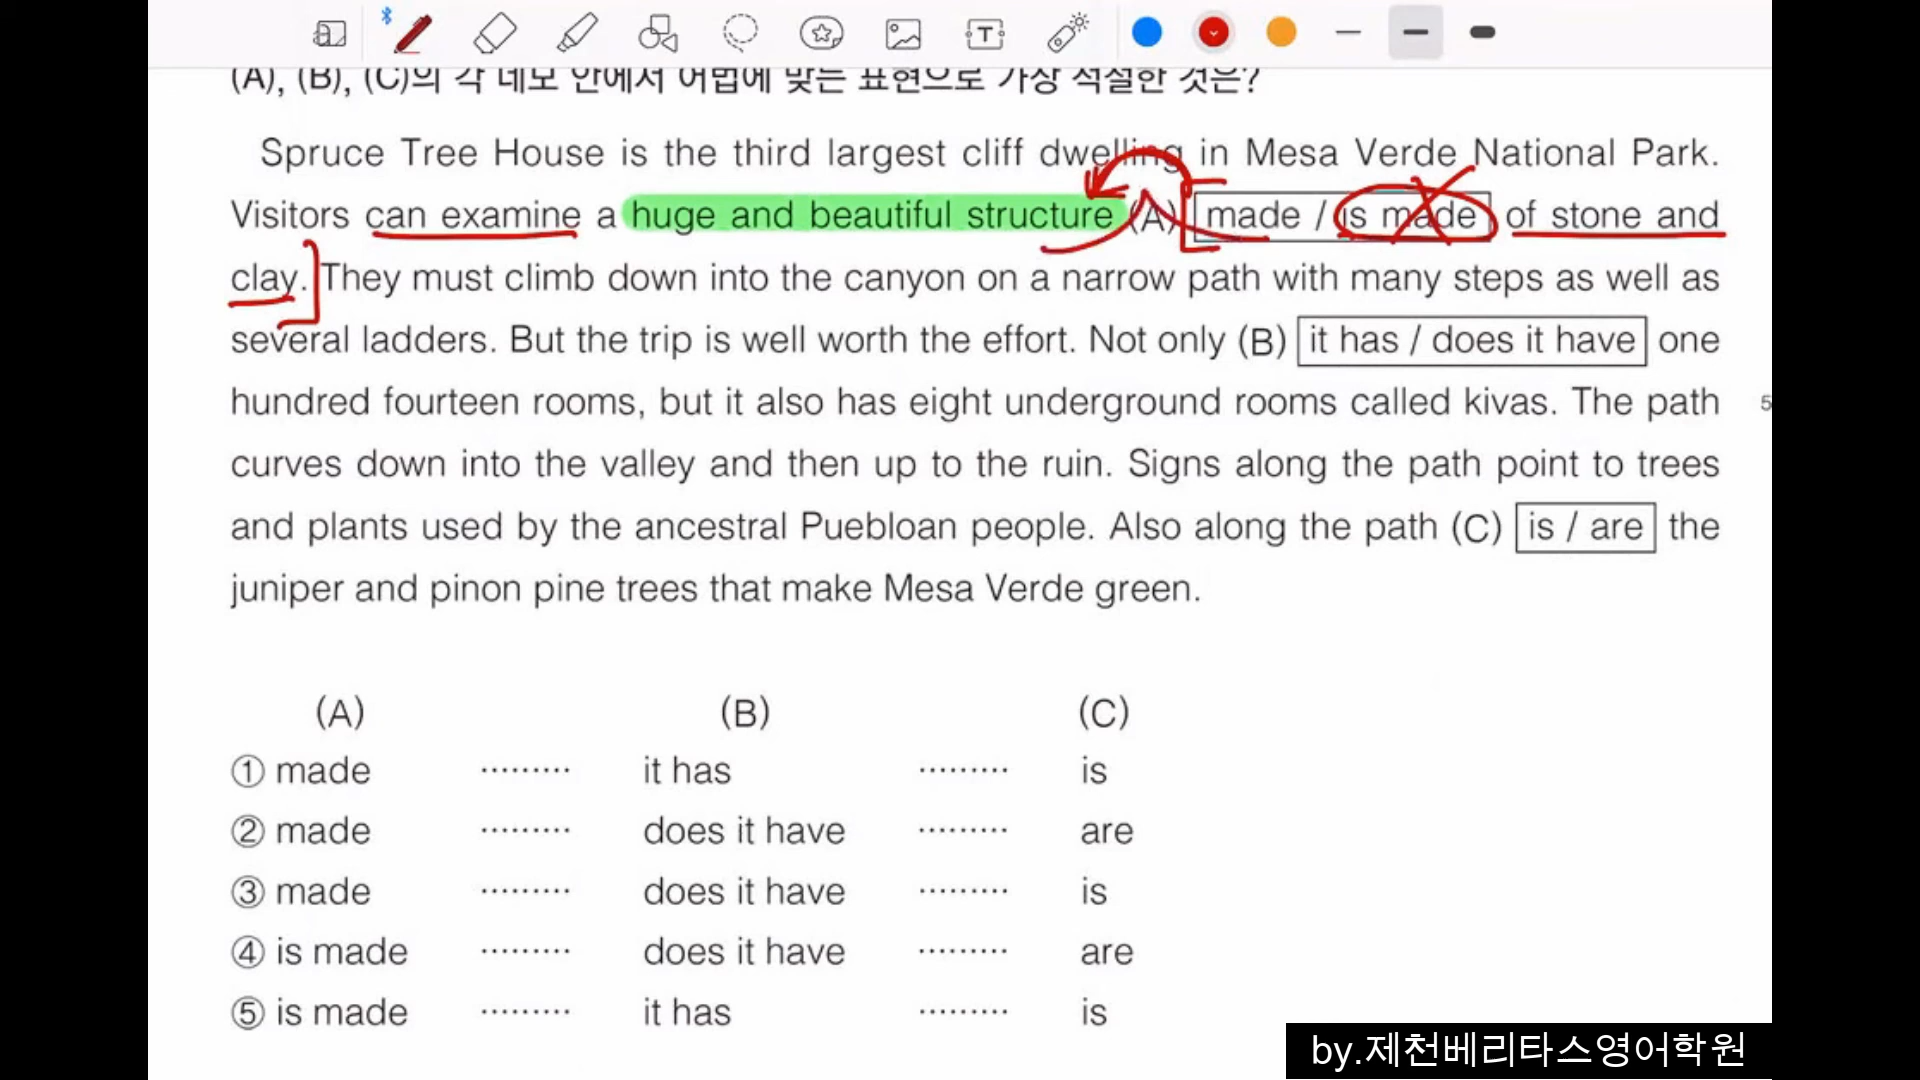 (A), (B), (C)의 각 네모 안에서 어법에 맞는 표현으로 가장 적절한 것은?
Spruce Tree House is the third largest cliff dwelling in Mesa Verde National Park.
Visitors can examine a huge and beautiful structure (A) made / is made of stone and
clay. They must climb down into the canyon on a narrow path with many steps as well as
several ladders. But the trip is well worth the effort. Not only (B) it has / does it have one
hundred fourteen rooms, but it also has eight underground rooms called kivas. The path
5
curves down into the valley and then up to the ruin. Signs along the path point to trees
and plants used by the ancestral Puebloan people. Also along the path (C) is / are the
juniper and pinon pine trees that make Mesa Verde green.
(A) (B) (C)
① made ········· it has ········· is
② made ········· does it have ········· are
③ made ········· does it have ········· is
④ is made ········· does it have ········· are
⑤ is made ········· it has ········· is
by.제천베리타스영어학원